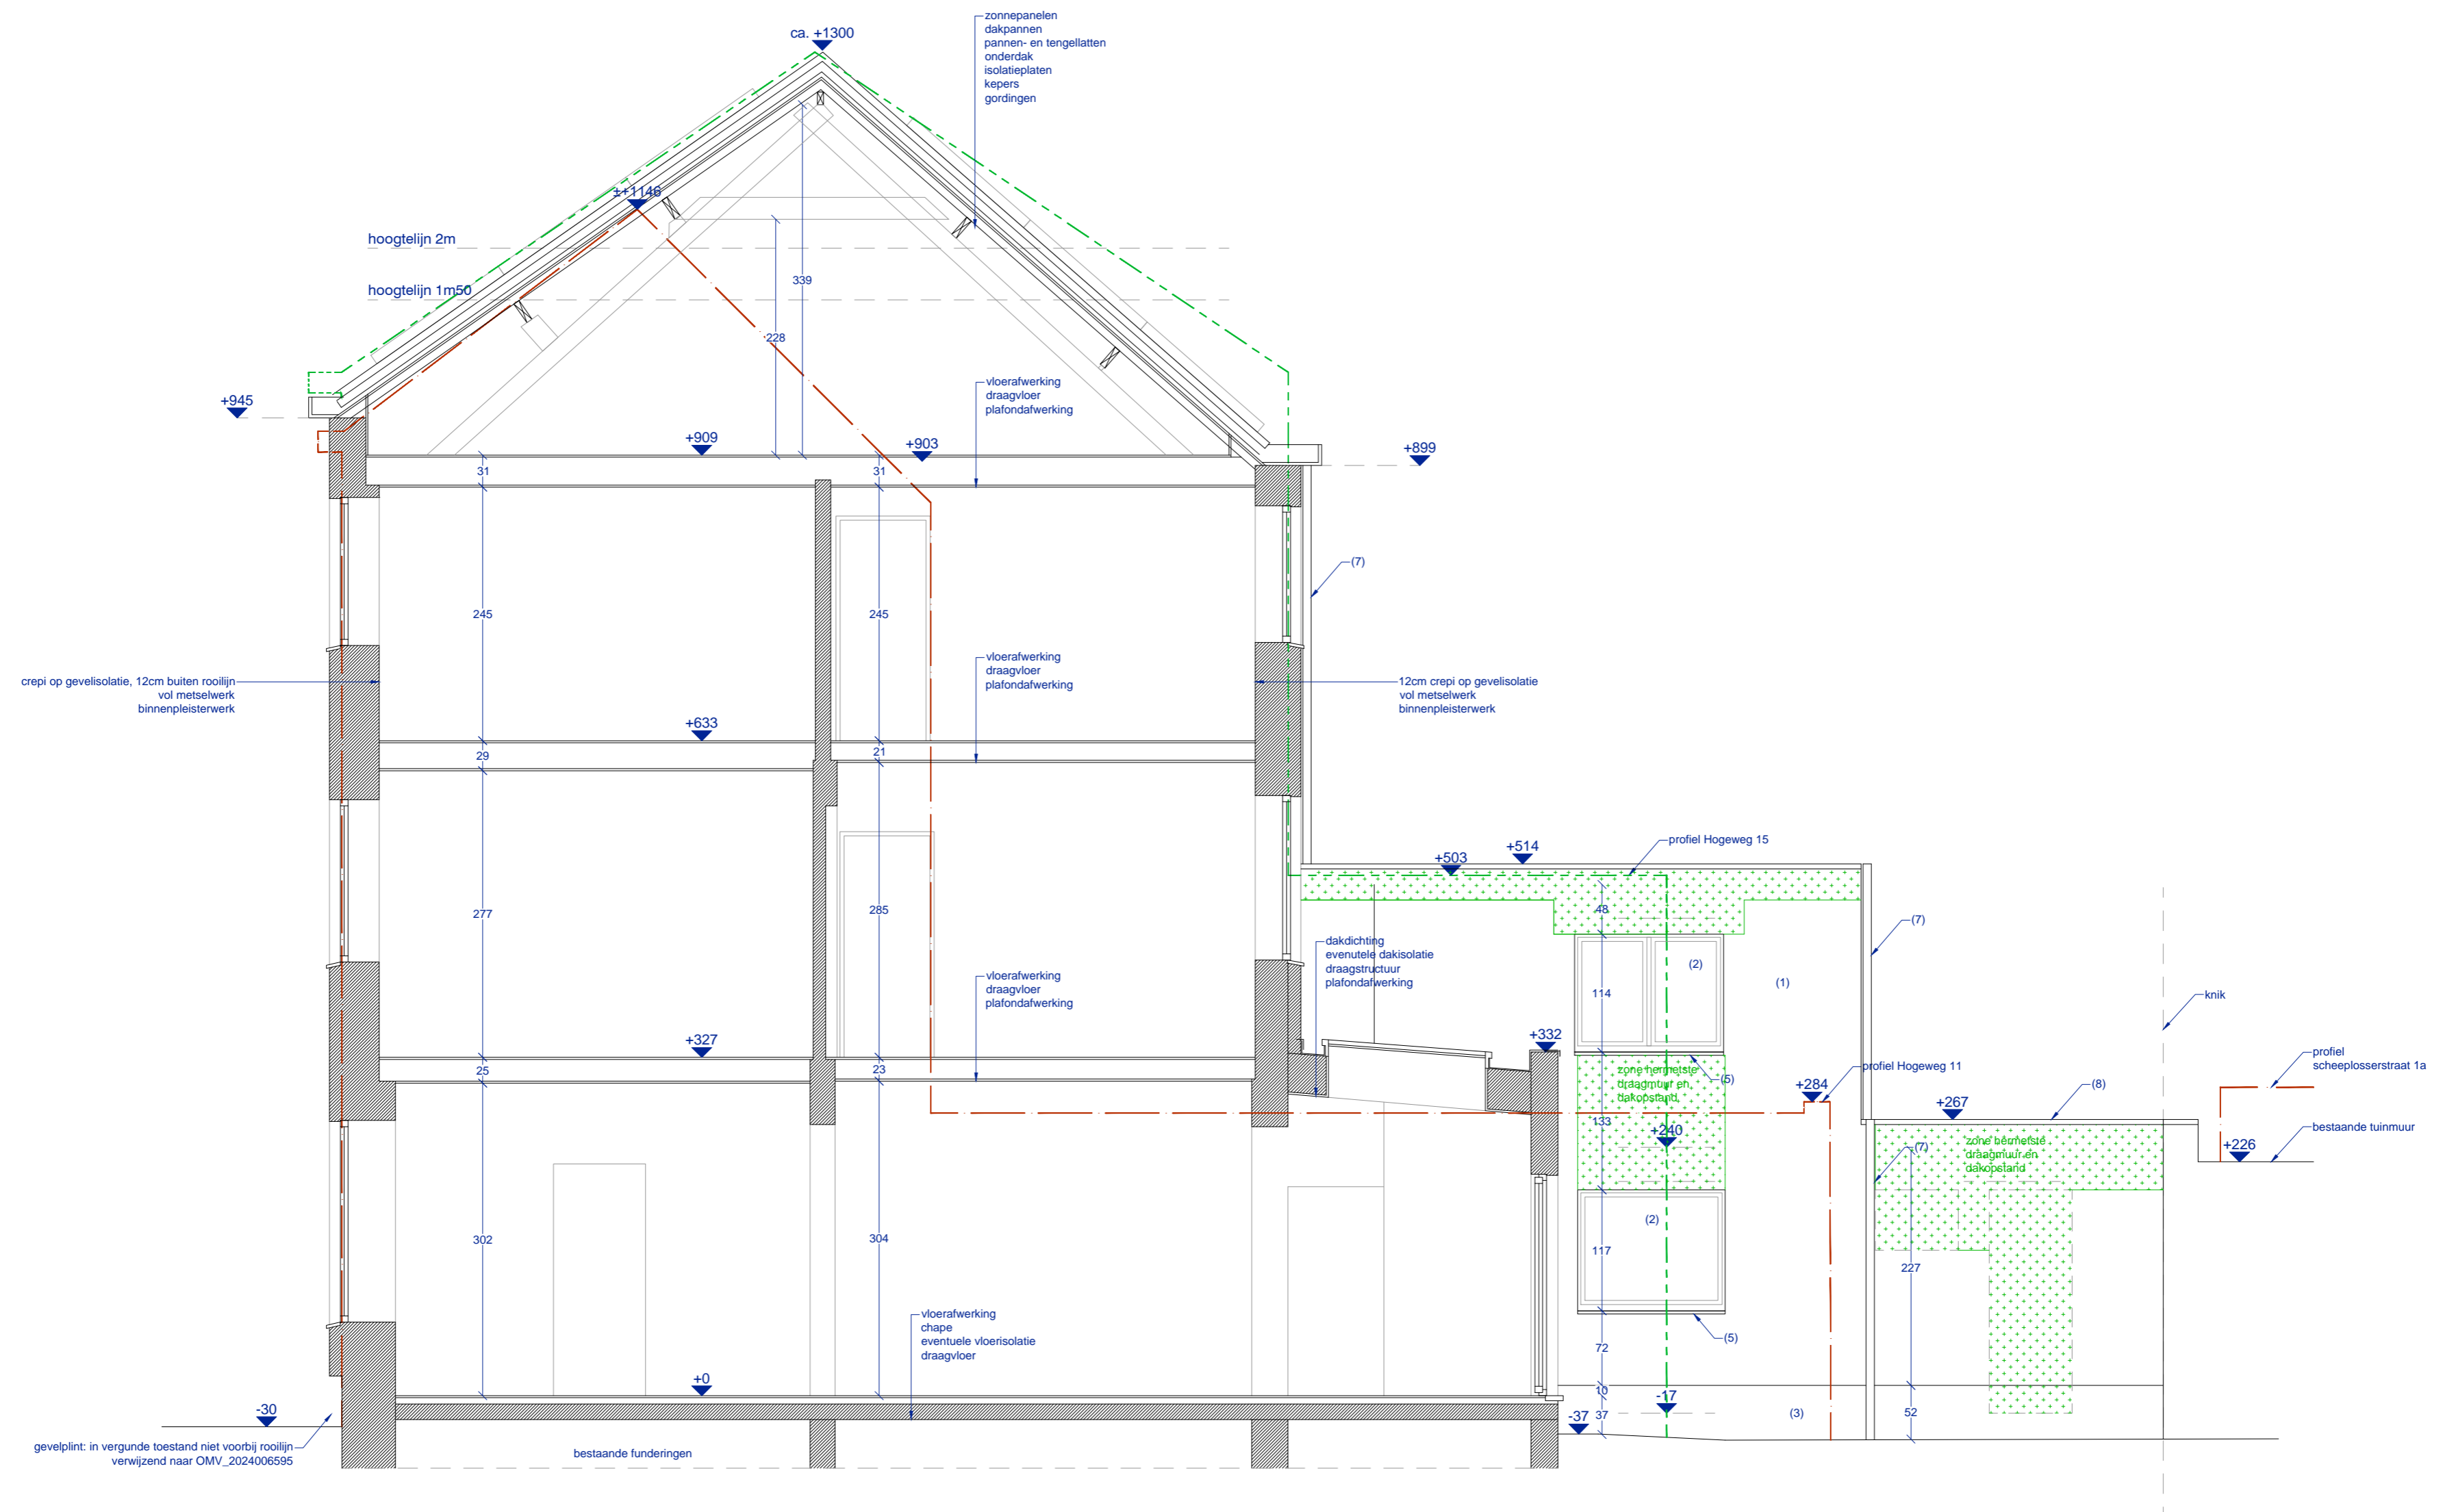 ca. +1300
zonnepanelen
dakpannen
pannen- en tengellatten
onderdak
isolatieplaten
kepers
gordingen
±+1146
hoogtelijn 2m
hoogtelijn 1m50
339
228
+945
vloerafwerking
draagvloer
plafondafwerking
+909
+903
+899
31
31
(7)
245
245
crepi op gevelisolatie, 12cm buiten rooilijn
vol metselwerk
binnenpleisterwerk
vloerafwerking
draagvloer
plafondafwerking
12cm crepi op gevelisolatie
vol metselwerk
binnenpleisterwerk
+633
29
21
profiel Hogeweg 15
+514
+503
277
285
48
(7)
dakdichting
evenutele dakisolatie
draagstructuur
plafondafwerking
(2)
(1)
114
knik
vloerafwerking
draagvloer
plafondafwerking
+327
+332
25
23
zone hermetste
draagmuur en
dakopstand
(5)
profiel Hogeweg 11
+284
profiel
scheeplosserstraat 1a
(8)
+267
133
+240
zone hermetste
draagmuur en
dakopstand
(7)
bestaande tuinmuur
+226
302
304
(2)
117
227
vloerafwerking
chape
eventuele vloerisolatie
draagvloer
(5)
72
+0
10
-17
-30
-37
37
(3)
52
gevelplint: in vergunde toestand niet voorbij rooilijn
verwijzend naar OMV_2024006595
bestaande funderingen